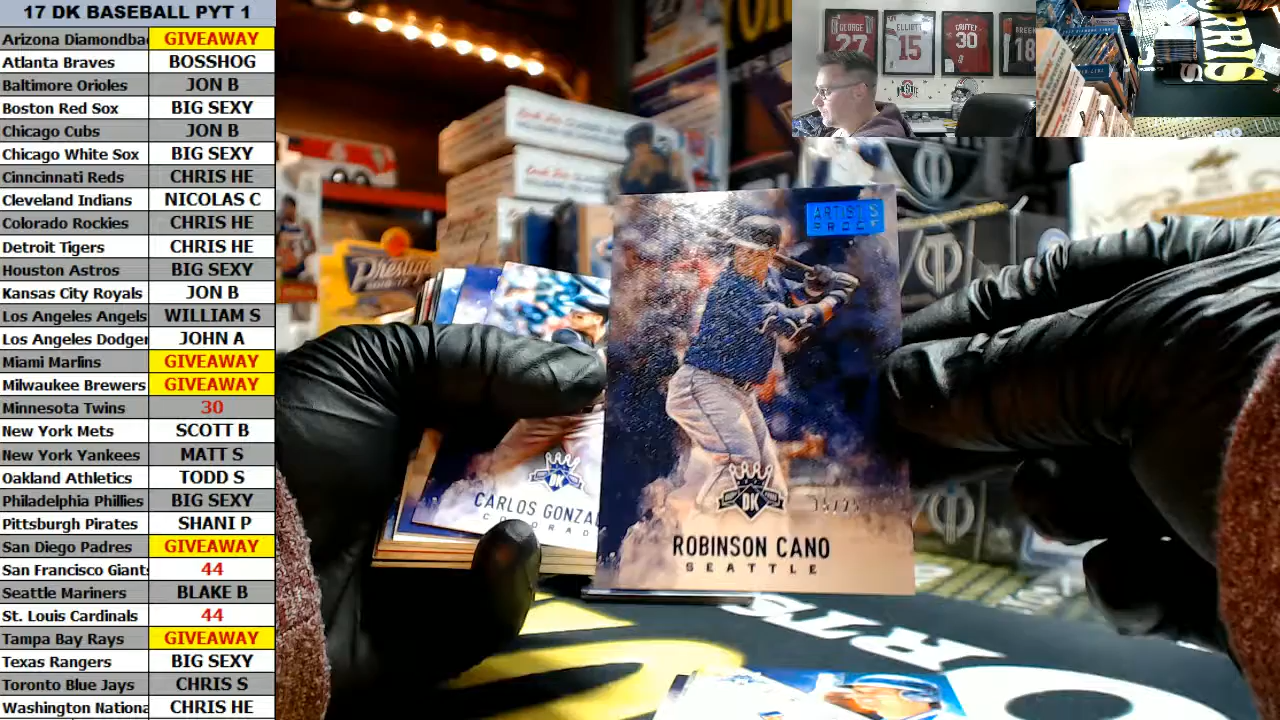 17 DK BASEBALL PYT 1
Arizona Diamondba GIVEAWAY
Atlanta Braves BOSSHOG
Baltimore Orioles JON B
Boston Red Sox BIG SEXY
Chicago Cubs JON B
Chicago White Sox BIG SEXY
Cinncinnati Reds CHRIS HE
Cleveland Indians NICOLAS C
Colorado Rockies CHRIS HE
Detroit Tigers CHRIS HE
Houston Astros BIG SEXY
Kansas City Royals JON B
Los Angeles Angels WILLIAM S
Los Angeles Dodger JOHN A
Miami Marlins GIVEAWAY
Milwaukee Brewers GIVEAWAY
Minnesota Twins 30
New York Mets SCOTT B
New York Yankees MATT S
Oakland Athletics TODD S
Philadelphia Phillies BIG SEXY
Pittsburgh Pirates SHANI P
San Diego Padres GIVEAWAY
San Francisco Giants 44
Seattle Mariners BLAKE B
St. Louis Cardinals 44
Tampa Bay Rays GIVEAWAY
Texas Rangers BIG SEXY
Toronto Blue Jays CHRIS S
Washington Nationa CHRIS HE
GEORGE
27
ELLIOTT
15
30
GREEN
18
Prestige
ARTIST'S
PROOF
DK
ROBINSON CANO
SEATTLE
DK
CARLOS GONZAL
COLORAD